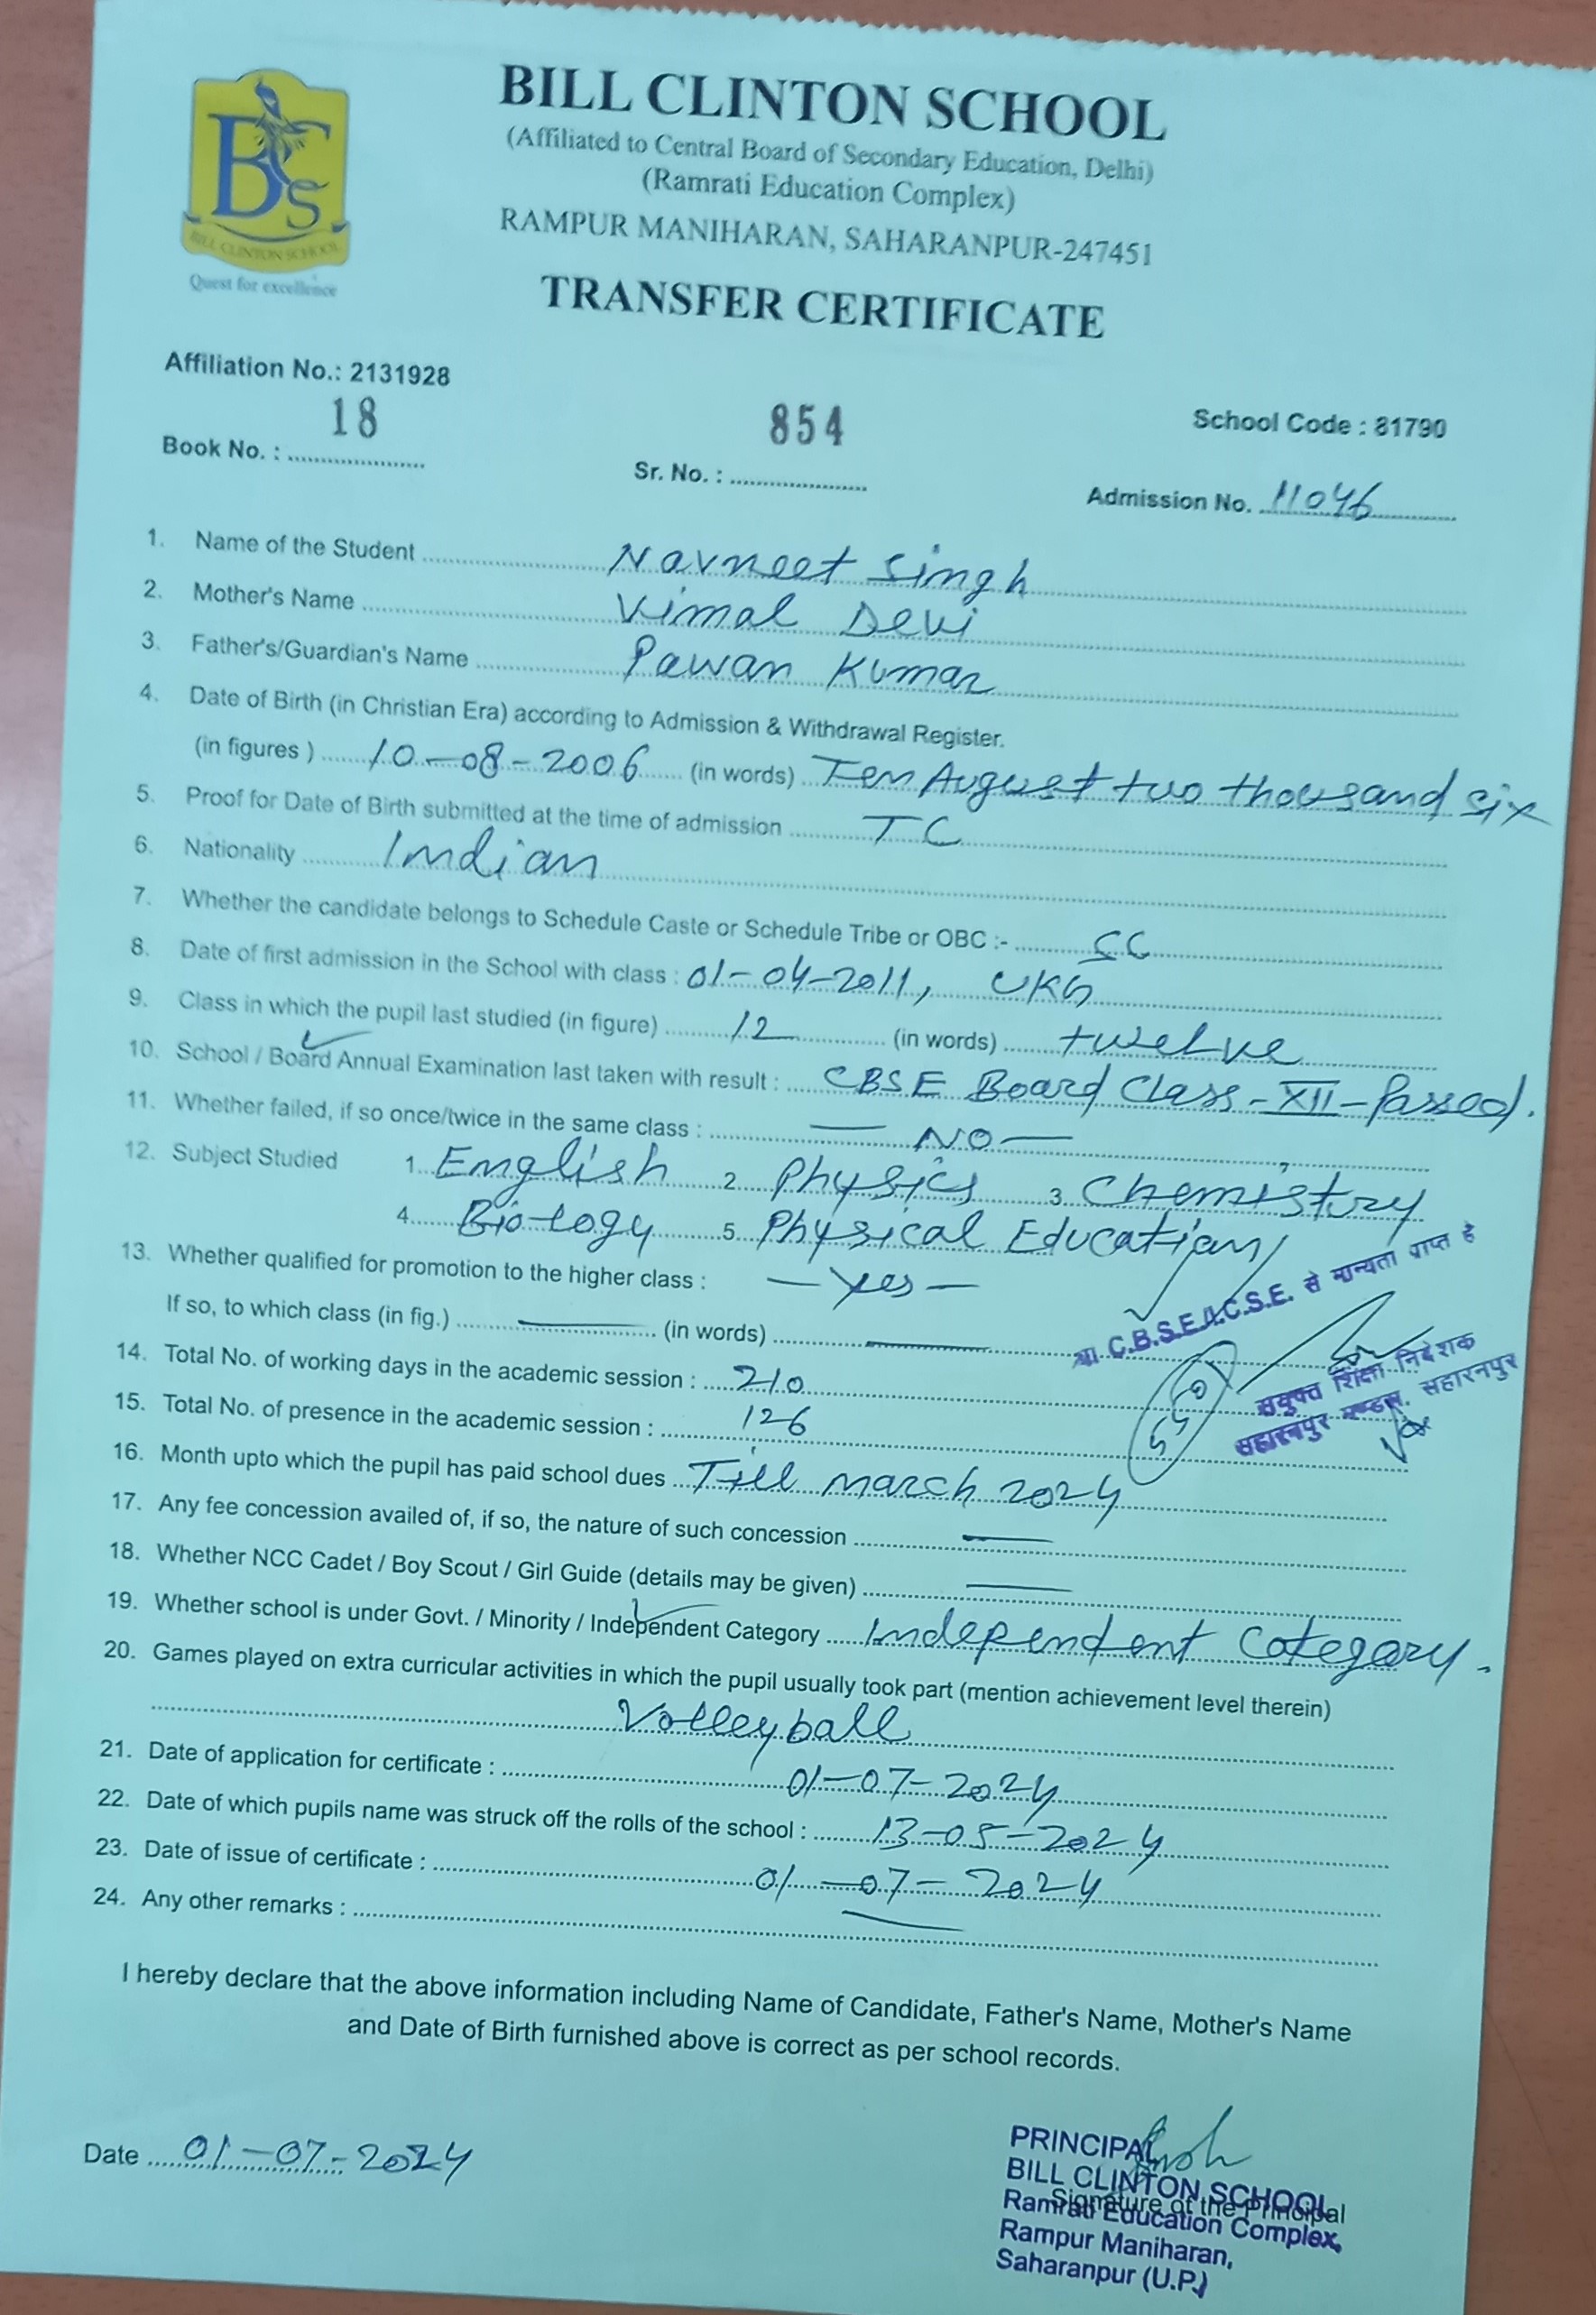 BCS
BILL CLINTON SCHOOL
Quest for excellence
BILL CLINTON SCHOOL
(Affiliated to Central Board of Secondary Education, Delhi)
(Ramrati Education Complex)
RAMPUR MANIHARAN, SAHARANPUR-247451
TRANSFER CERTIFICATE
Affiliation No.: 2131928
School Code : 81790
Book No. : 18
Sr. No. : 854
Admission No. 11046
1. Name of the Student Navneet Singh
2. Mother's Name Vimal Devi
3. Father's/Guardian's Name Pawan Kumar
4. Date of Birth (in Christian Era) according to Admission & Withdrawal Register.
(in figures ) 10-08-2006 (in words) Ten August two thousand six
5. Proof for Date of Birth submitted at the time of admission TC
6. Nationality Indian
7. Whether the candidate belongs to Schedule Caste or Schedule Tribe or OBC :- SC
8. Date of first admission in the School with class : 01-04-2011, UKG
9. Class in which the pupil last studied (in figure) 12 (in words) twelve
10. School / Board Annual Examination last taken with result : CBSE Board Class-XII-Passed.
11. Whether failed, if so once/twice in the same class : — NO —
12. Subject Studied 1. English 2. Physics 3. Chemistry
4. Biology 5. Physical Education
13. Whether qualified for promotion to the higher class : — Yes —
If so, to which class (in fig.) — (in words) —
C.B.S.E./I.C.S.E. से मान्यता प्राप्त है
14. Total No. of working days in the academic session : 210
संयुक्त शिक्षा निदेशक
15. Total No. of presence in the academic session : 126
सहारनपुर मण्डल, सहारनपुर
16. Month upto which the pupil has paid school dues Till March 2024
17. Any fee concession availed of, if so, the nature of such concession —
18. Whether NCC Cadet / Boy Scout / Girl Guide (details may be given) —
19. Whether school is under Govt. / Minority / Independent Category Independent Category.
20. Games played on extra curricular activities in which the pupil usually took part (mention achievement level therein)
Volleyball
21. Date of application for certificate : 01-07-2024
22. Date of which pupils name was struck off the rolls of the school : 13-05-2024
23. Date of issue of certificate : 01-07-2024
24. Any other remarks : —
I hereby declare that the above information including Name of Candidate, Father's Name, Mother's Name
and Date of Birth furnished above is correct as per school records.
Date 01-07-2024
PRINCIPAL
BILL CLINTON SCHOOL
Signature of the Principal
Ramrati Education Complex,
Rampur Maniharan,
Saharanpur (U.P.)